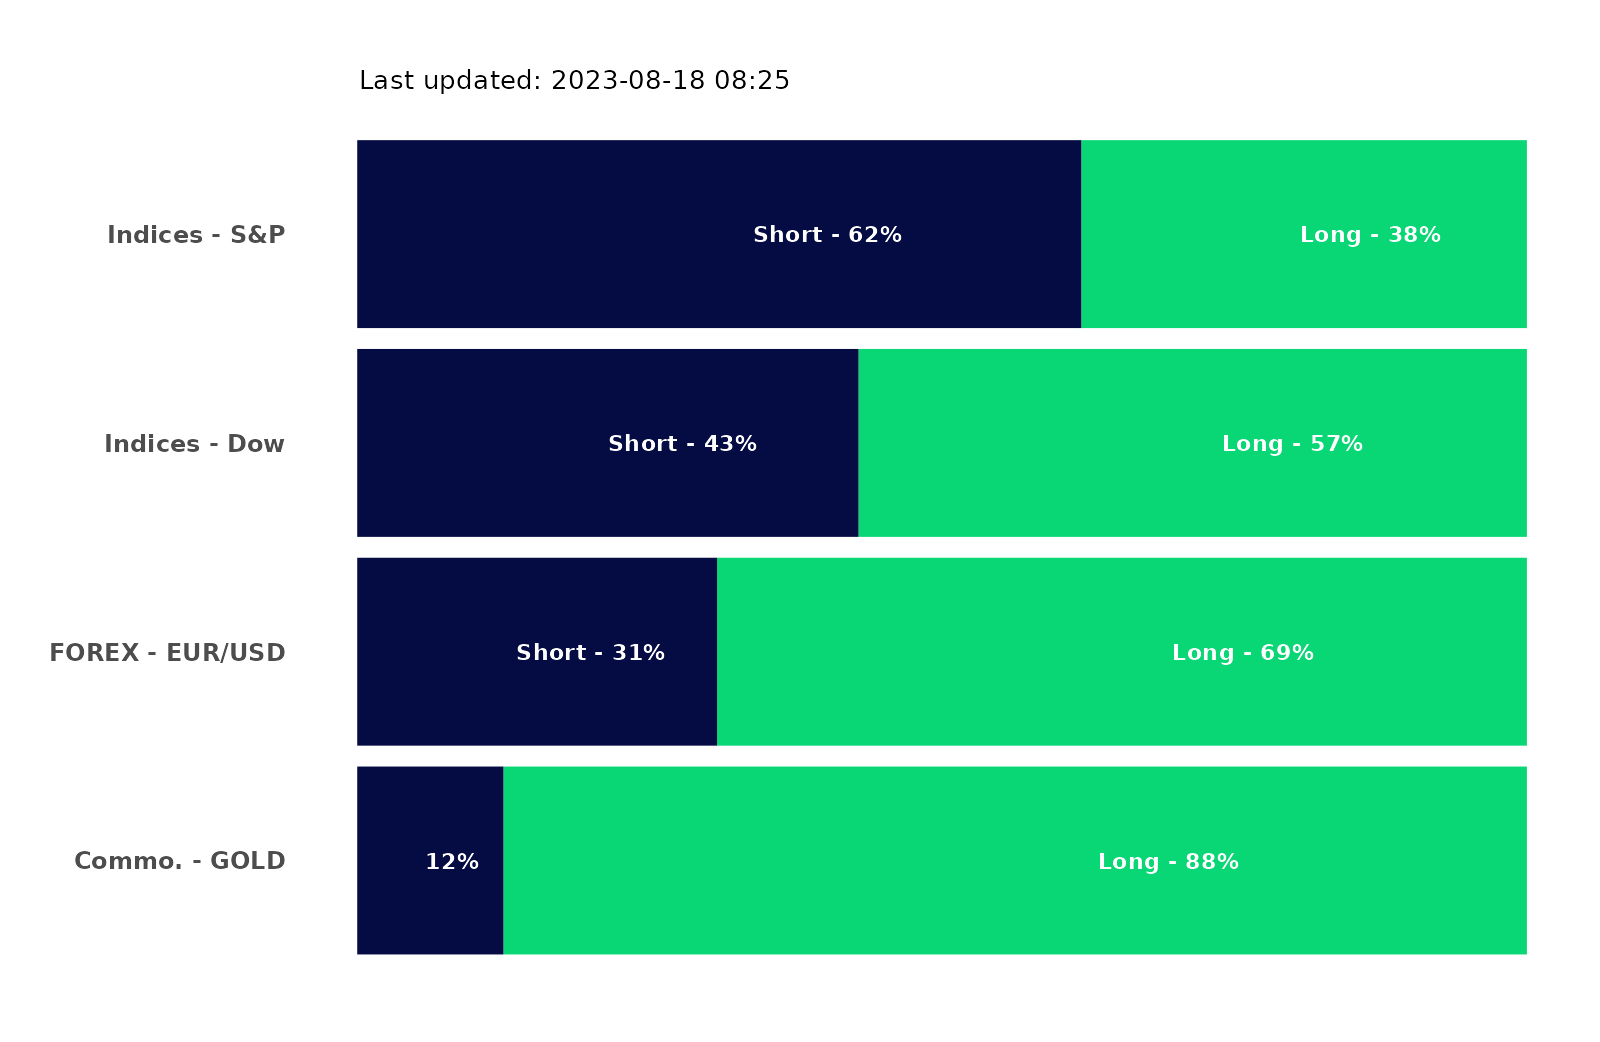 Last updated: 2023-08-18 08:25
Indices - S&P
Short - 62%
Long - 38%
Indices - Dow
Short - 43%
Long - 57%
FOREX - EUR/USD
Short - 31%
Long - 69%
Commo. - GOLD
12%
Long - 88%